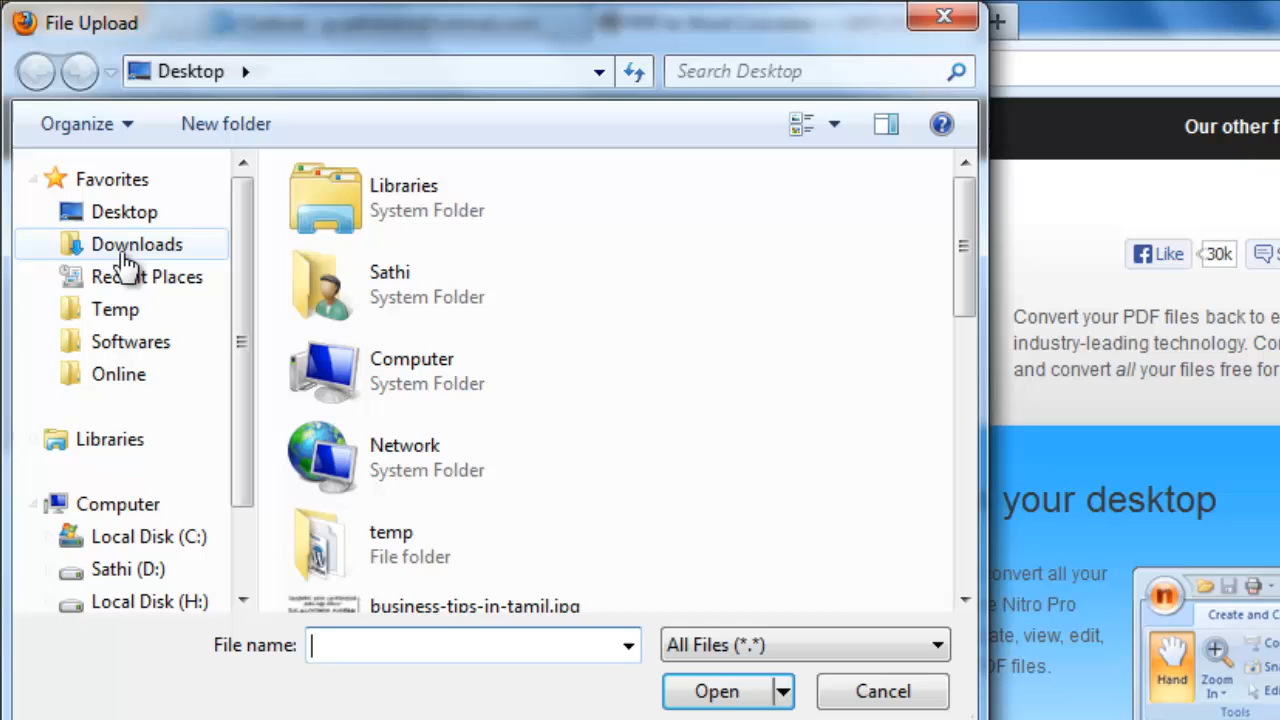 File Upload
Desktop
Search Desktop
Organize
New folder
Favorites
Desktop
Downloads
Recent Places
Temp
Softwares
Online
Libraries
Computer
Local Disk (C:)
Sathi (D:)
Local Disk (H:)
Libraries
System Folder
Sathi
System Folder
Computer
System Folder
Network
System Folder
temp
File folder
business-tips-in-tamil.jpg
File name:
All Files (*.*)
Open
Cancel
Our other f
Like
30k
Convert your PDF files back to e
industry-leading technology. Co
and convert all your files free for
your desktop
onvert all your
e Nitro Pro
ate, view, edit,
DF files.
Create and C
Hand
Zoom
In
Tools